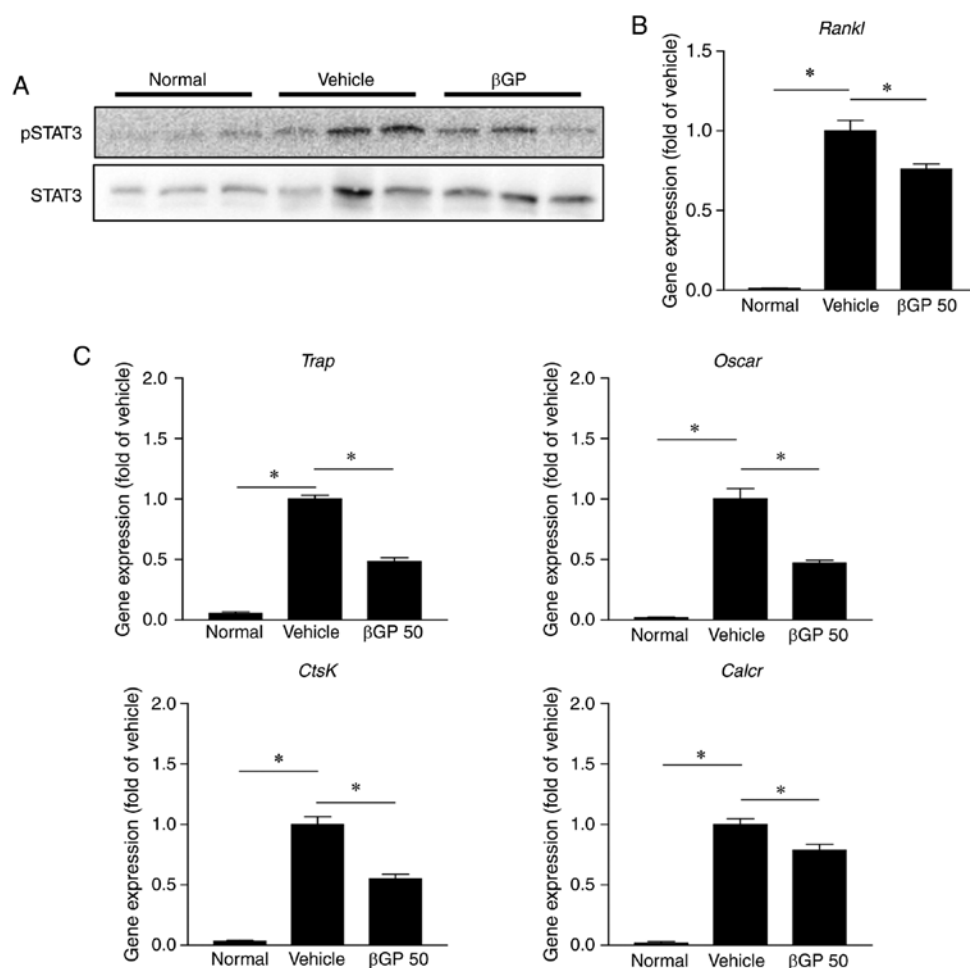 A
Normal Vehicle βGP
pSTAT3
STAT3
B
Rankl
Gene expression (fold of vehicle)
1.5
*
*
1.0
0.5
0.0
Normal Vehicle βGP 50
C
Trap
Gene expression (fold of vehicle)
2.0
1.5
*
*
1.0
0.5
0.0
Normal Vehicle βGP 50
Oscar
Gene expression (fold of vehicle)
2.0
1.5
*
*
1.0
0.5
0.0
Normal Vehicle βGP 50
CtsK
Gene expression (fold of vehicle)
2.0
1.5
*
*
1.0
0.5
0.0
Normal Vehicle βGP 50
Calcr
Gene expression (fold of vehicle)
2.0
1.5
*
*
1.0
0.5
0.0
Normal Vehicle βGP 50